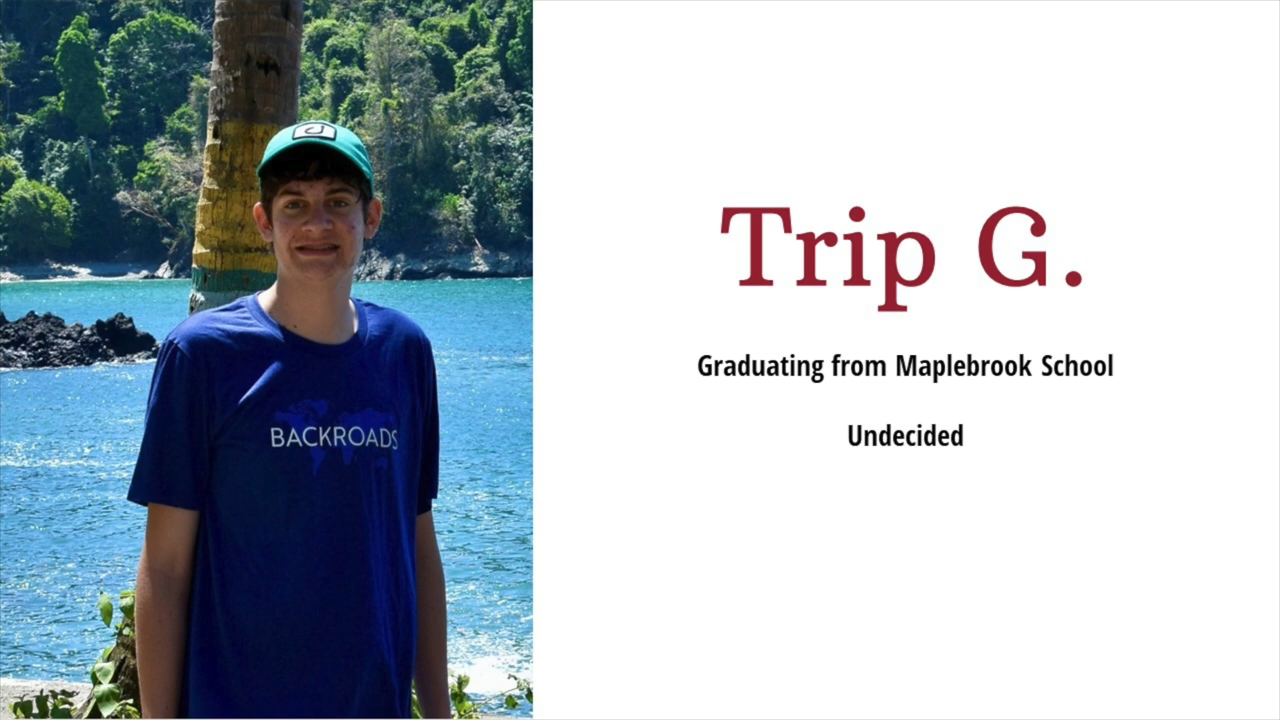 J
BACKROADS
Trip G.
Graduating from Maplebrook School
Undecided